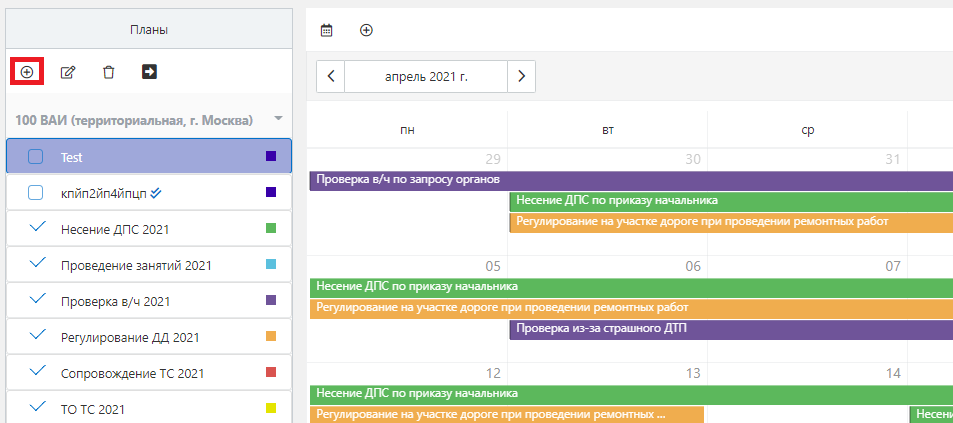 Планы
100 ВАИ (территориальная, г. Москва)
Test
кпйп2йп4йпцп
Несение ДПС 2021
Проведение занятий 2021
Проверка в/ч 2021
Регулирование ДД 2021
Сопровождение ТС 2021
ТО ТС 2021
апрель 2021 г.
пн вт ср
29 30 31
Проверка в/ч по запросу органов
Несение ДПС по приказу начальника
Регулирование на участке дороге при проведении ремонтных работ
05 06 07
Несение ДПС по приказу начальника
Регулирование на участке дороге при проведении ремонтных работ
Проверка из-за страшного ДТП
12 13 14
Несение ДПС по приказу начальника
Регулирование на участке дороге при проведении ремонтных ...
Несени